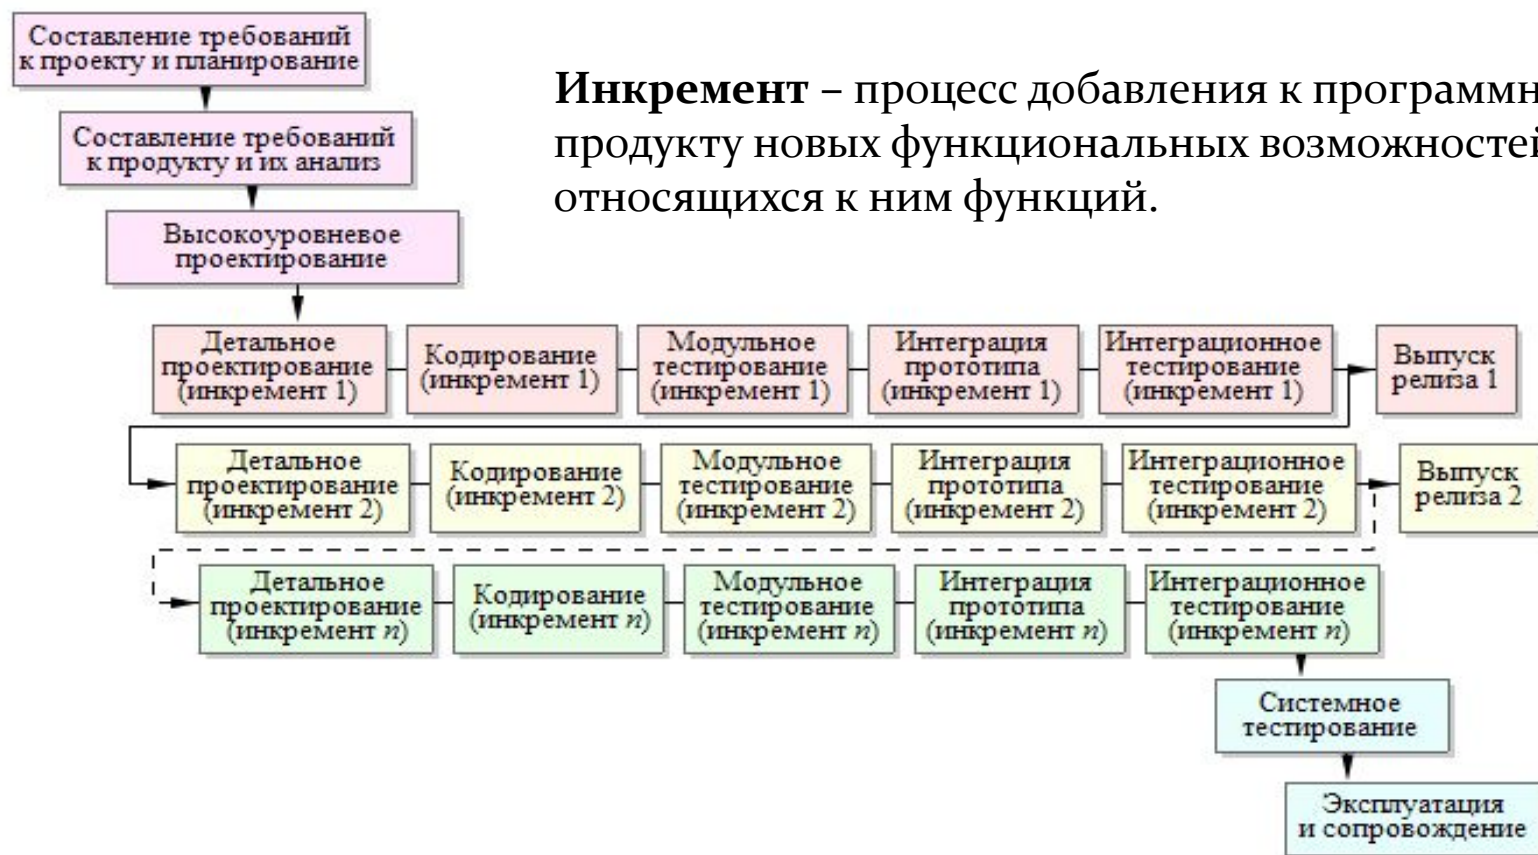 Составление требований
к проекту и планирование
Инкремент – процесс добавления к программн
продукту новых функциональных возможностей
относящихся к ним функций.
Составление требований
к продукту и их анализ
Высокоуровневое
проектирование
Детальное
проектирование
(инкремент 1)
Кодирование
(инкремент 1)
Модульное
тестирование
(инкремент 1)
Интеграция
прототипа
(инкремент 1)
Интеграционное
тестирование
(инкремент 1)
Выпуск
релиза 1
Детальное
проектирование
(инкремент 2)
Кодирование
(инкремент 2)
Модульное
тестирование
(инкремент 2)
Интеграция
прототипа
(инкремент 2)
Интеграционное
тестирование
(инкремент 2)
Выпуск
релиза 2
Детальное
проектирование
(инкремент n)
Кодирование
(инкремент n)
Модульное
тестирование
(инкремент n)
Интеграция
прототипа
(инкремент n)
Интеграционное
тестирование
(инкремент n)
Системное
тестирование
Эксплуатация
и сопровождение